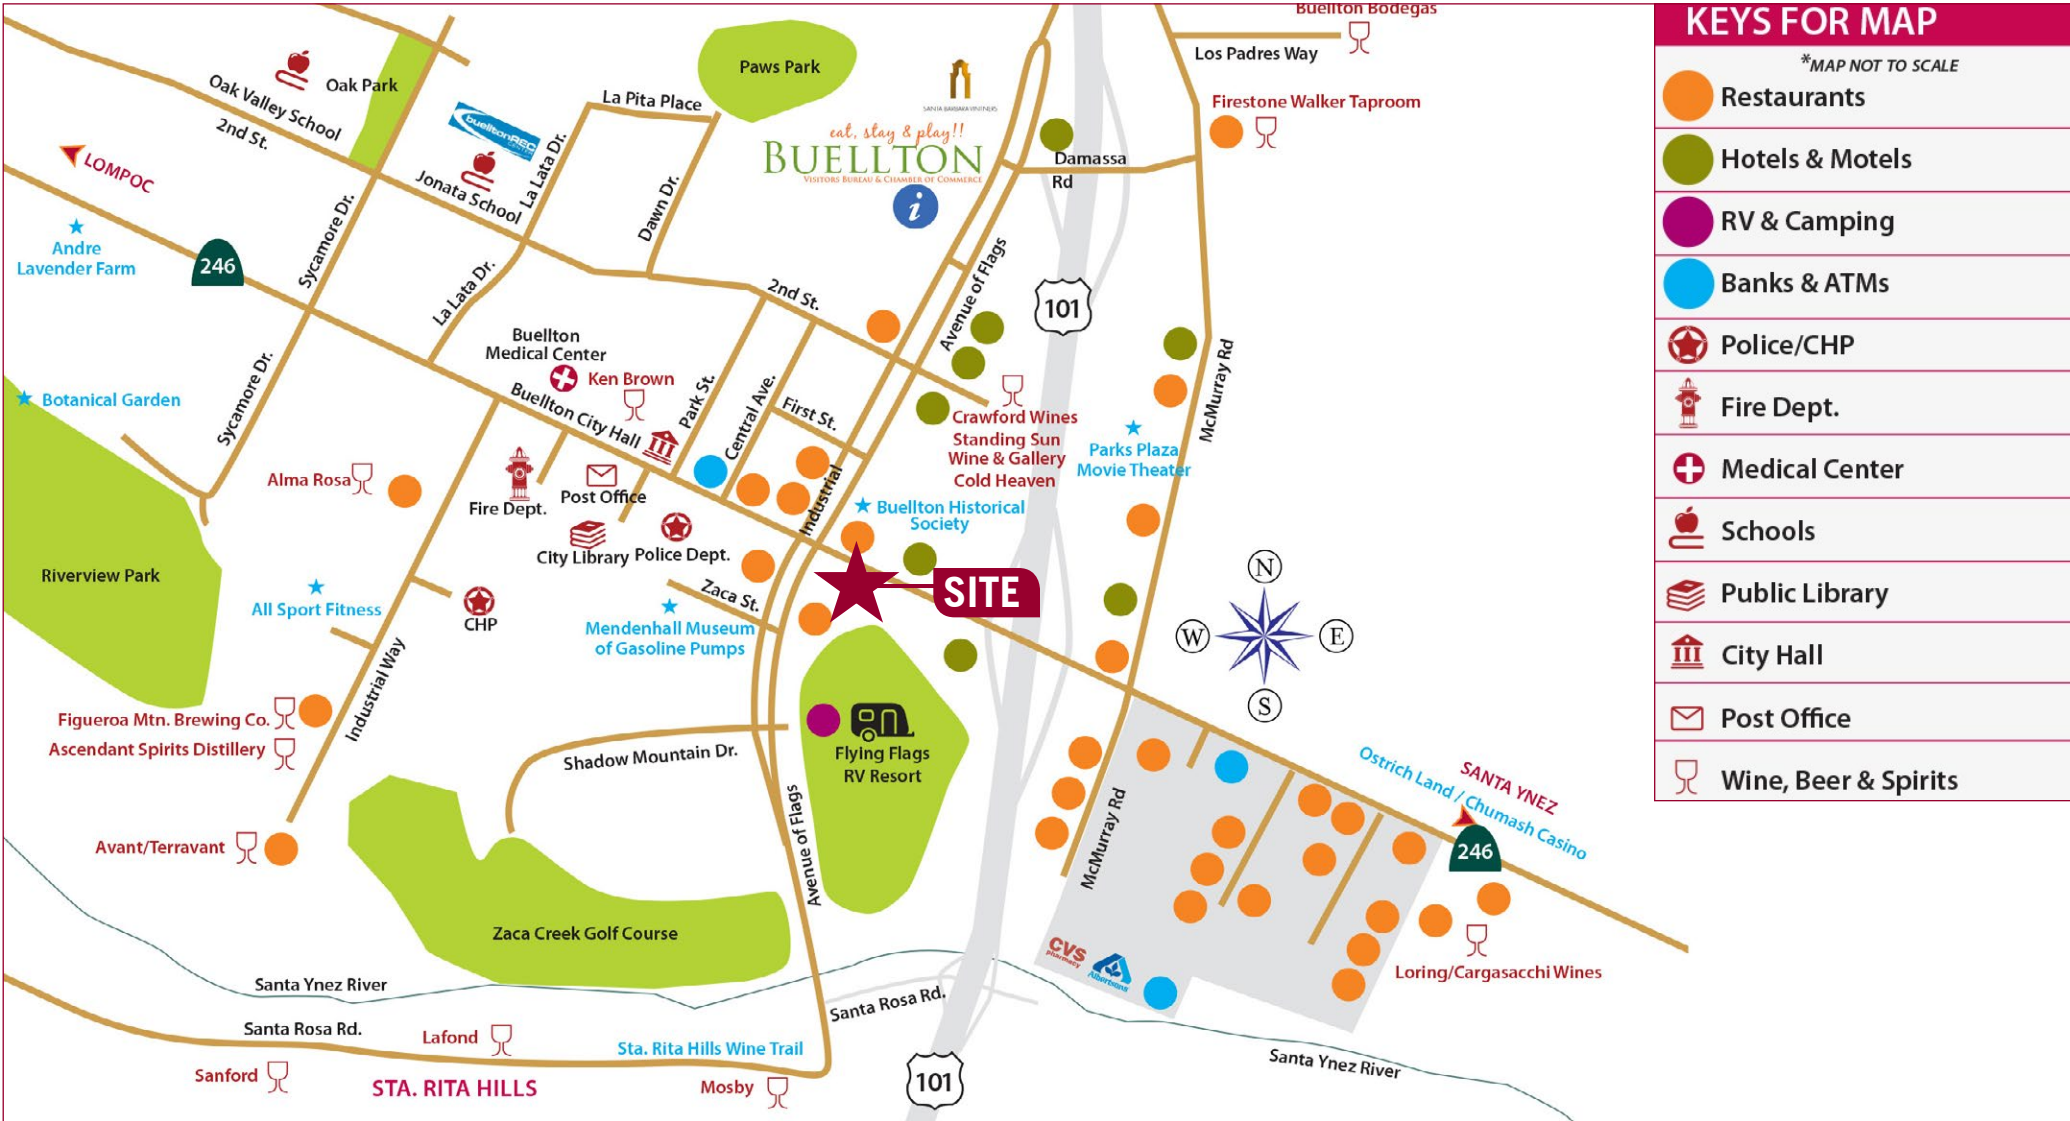 Buellton Bodegas
Los Padres Way
Firestone Walker Taproom
Oak Park
Oak Valley School
2nd St.
LOMPOC
buelltonREC
CENTER
Jonata School
La Lata Dr.
La Pita Place
Dawn Dr.
Paws Park
SANTA BARBARA VINTNERS
eat, stay & play!!
BUELLTON
VISITORS BUREAU & CHAMBER OF COMMERCE
i
Damassa
Rd
Andre
Lavender Farm
246
Sycamore Dr.
La Lata Dr.
2nd St.
Avenue of Flags
101
McMurray Rd
Buellton
Medical Center
Ken Brown
Buellton City Hall
Park St.
Central Ave.
First St.
Botanical Garden
Sycamore Dr.
Crawford Wines
Standing Sun
Wine & Gallery
Cold Heaven
Parks Plaza
Movie Theater
Alma Rosa
Fire Dept.
Post Office
City Library
Police Dept.
Industrial
Buellton Historical
Society
Riverview Park
All Sport Fitness
CHP
Zaca St.
SITE
Mendenhall Museum
of Gasoline Pumps
N
W
E
S
Industrial Way
Figueroa Mtn. Brewing Co.
Ascendant Spirits Distillery
Shadow Mountain Dr.
Flying Flags
RV Resort
Avenue of Flags
McMurray Rd
SANTA YNEZ
Ostrich Land / Chumash Casino
246
Avant/Terravant
Zaca Creek Golf Course
CVS
pharmacy
Albertsons
Loring/Cargasacchi Wines
Santa Ynez River
Santa Rosa Rd.
Santa Rosa Rd.
Lafond
Sta. Rita Hills Wine Trail
Santa Ynez River
Sanford
STA. RITA HILLS
Mosby
101
KEYS FOR MAP
*MAP NOT TO SCALE
Restaurants
Hotels & Motels
RV & Camping
Banks & ATMs
Police/CHP
Fire Dept.
Medical Center
Schools
Public Library
City Hall
Post Office
Wine, Beer & Spirits